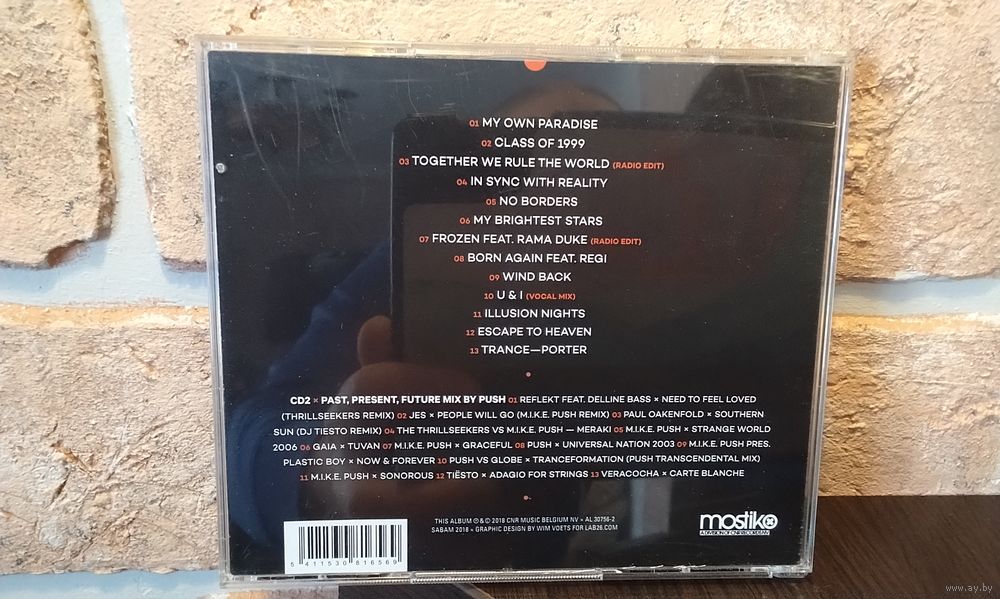 01 MY OWN PARADISE
02 CLASS OF 1999
03 TOGETHER WE RULE THE WORLD (RADIO EDIT)
04 IN SYNC WITH REALITY
05 NO BORDERS
06 MY BRIGHTEST STARS
07 FROZEN FEAT. RAMA DUKE (RADIO EDIT)
08 BORN AGAIN FEAT. REGI
09 WIND BACK
10 U & I (VOCAL MIX)
11 ILLUSION NIGHTS
12 ESCAPE TO HEAVEN
13 TRANCE—PORTER
CD2 × PAST, PRESENT, FUTURE MIX BY PUSH 01 REFLEKT FEAT. DELLINE BASS × NEED TO FEEL LOVED
(THRILLSEEKERS REMIX) 02 JES × PEOPLE WILL GO (M.I.K.E. PUSH REMIX) 03 PAUL OAKENFOLD × SOUTHERN
SUN (DJ TIESTO REMIX) 04 THE THRILLSEEKERS VS M.I.K.E. PUSH — MERAKI 05 M.I.K.E. PUSH × STRANGE WORLD
2006 06 GAIA × TUVAN 07 M.I.K.E. PUSH × GRACEFUL 08 PUSH × UNIVERSAL NATION 2003 09 M.I.K.E. PUSH PRES.
PLASTIC BOY × NOW & FOREVER 10 PUSH VS GLOBE × TRANCEFORMATION (PUSH TRANSCENDENTAL MIX)
11 M.I.K.E. PUSH × SONOROUS 12 TIËSTO × ADAGIO FOR STRINGS 13 VERACOCHA × CARTE BLANCHE
THIS ALBUM ℗ & © 2018 CNR MUSIC BELGIUM NV × AL 30756-2
SABAM 2018 × GRAPHIC DESIGN BY WIM VOETS FOR LAB26.COM
mostiko
A DIVISION OF CNR RECORDS NV
5 411530 816569
www.ay.by